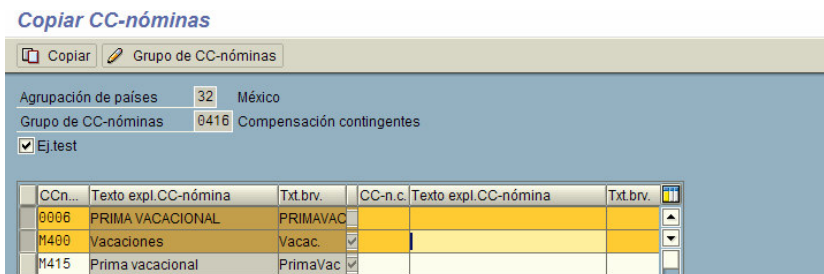 Copiar CC-nóminas
Copiar Grupo de CC-nóminas
Agrupación de países 32 México
Grupo de CC-nóminas 0416 Compensación contingentes
Ej.test
CCn... Texto expl.CC-nómina Txt.brv. CC-n.c. Texto expl.CC-nómina Txt.brv.
0006 PRIMA VACACIONAL PRIMAVAC
M400 Vacaciones Vacac.
M415 Prima vacacional PrimaVac